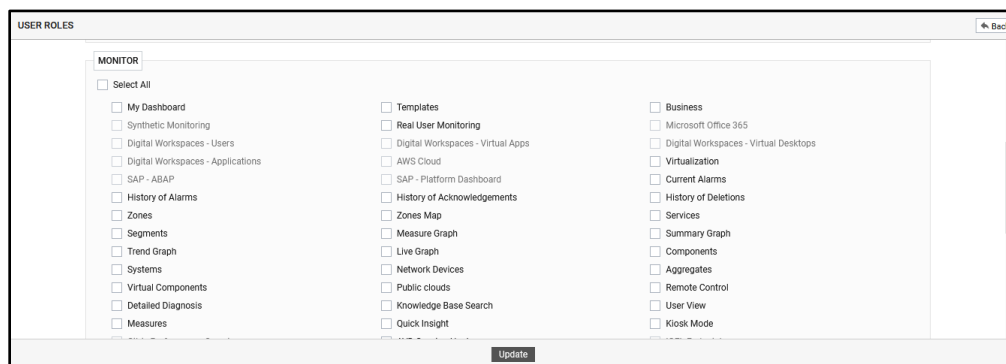 USER ROLES
Back
MONITOR
Select All
My Dashboard Templates Business
Synthetic Monitoring Real User Monitoring Microsoft Office 365
Digital Workspaces - Users Digital Workspaces - Virtual Apps Digital Workspaces - Virtual Desktops
Digital Workspaces - Applications AWS Cloud Virtualization
SAP - ABAP SAP - Platform Dashboard Current Alarms
History of Alarms History of Acknowledgements History of Deletions
Zones Zones Map Services
Segments Measure Graph Summary Graph
Trend Graph Live Graph Components
Systems Network Devices Aggregates
Virtual Components Public clouds Remote Control
Detailed Diagnosis Knowledge Base Search User View
Measures Quick Insight Kiosk Mode
Update